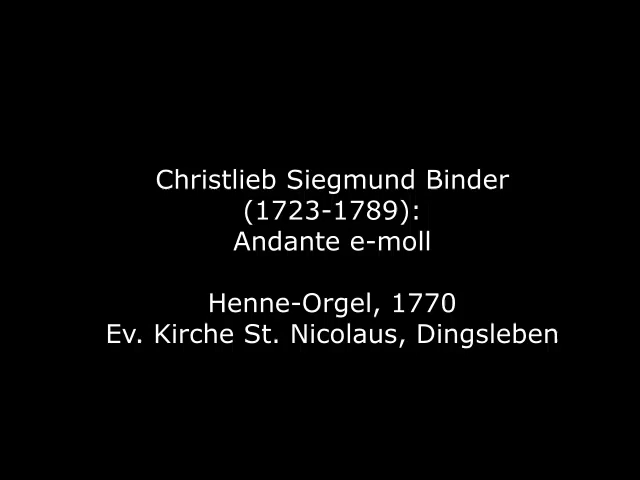 Christlieb Siegmund Binder
(1723-1789):
Andante e-moll
Henne-Orgel, 1770
Ev. Kirche St. Nicolaus, Dingsleben